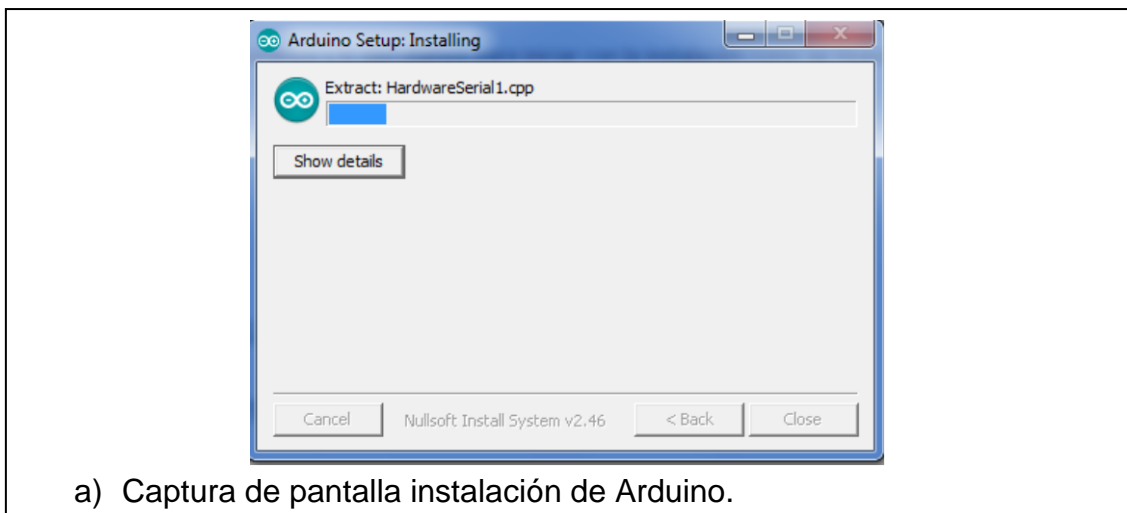 Arduino Setup: Installing
Extract: HardwareSerial1.cpp
Show details
Cancel Nullsoft Install System v2.46 < Back Close
a) Captura de pantalla instalación de Arduino.